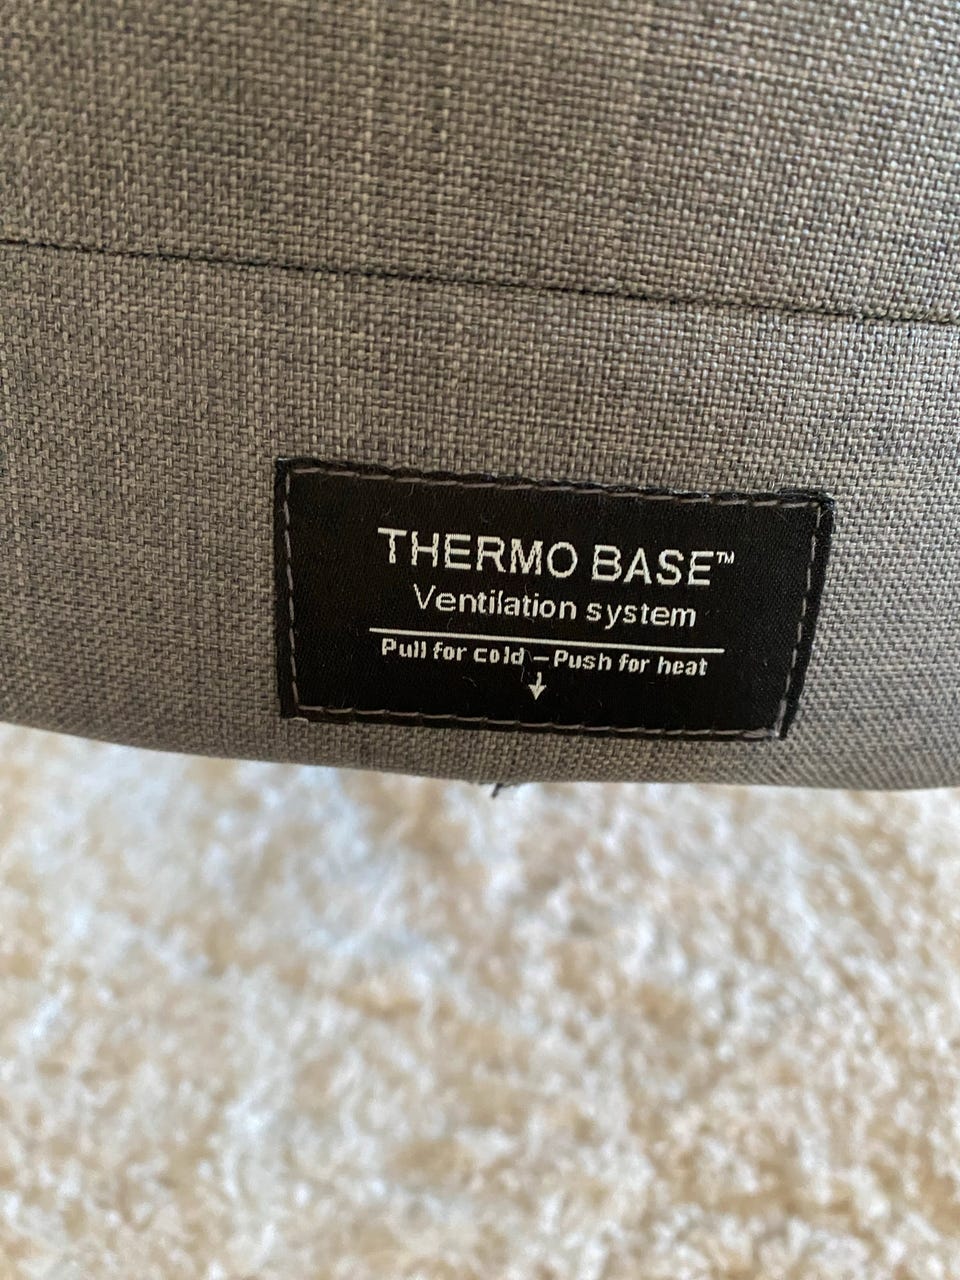 THERMO BASE™
Ventilation system
Pull for cold – Push for heat